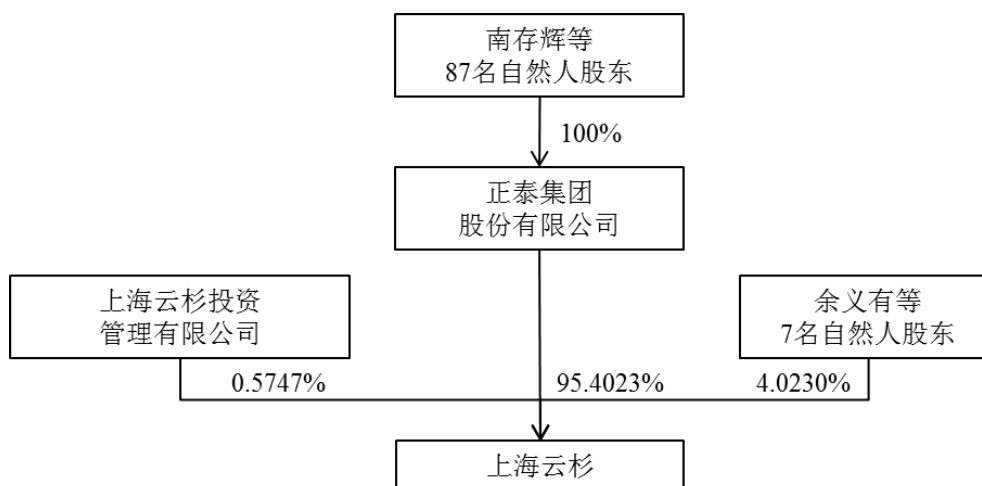 南存辉等
87名自然人股东
100%
正泰集团
股份有限公司
上海云杉投资
管理有限公司
余义有等
7名自然人股东
0.5747%
95.4023%
4.0230%
上海云杉